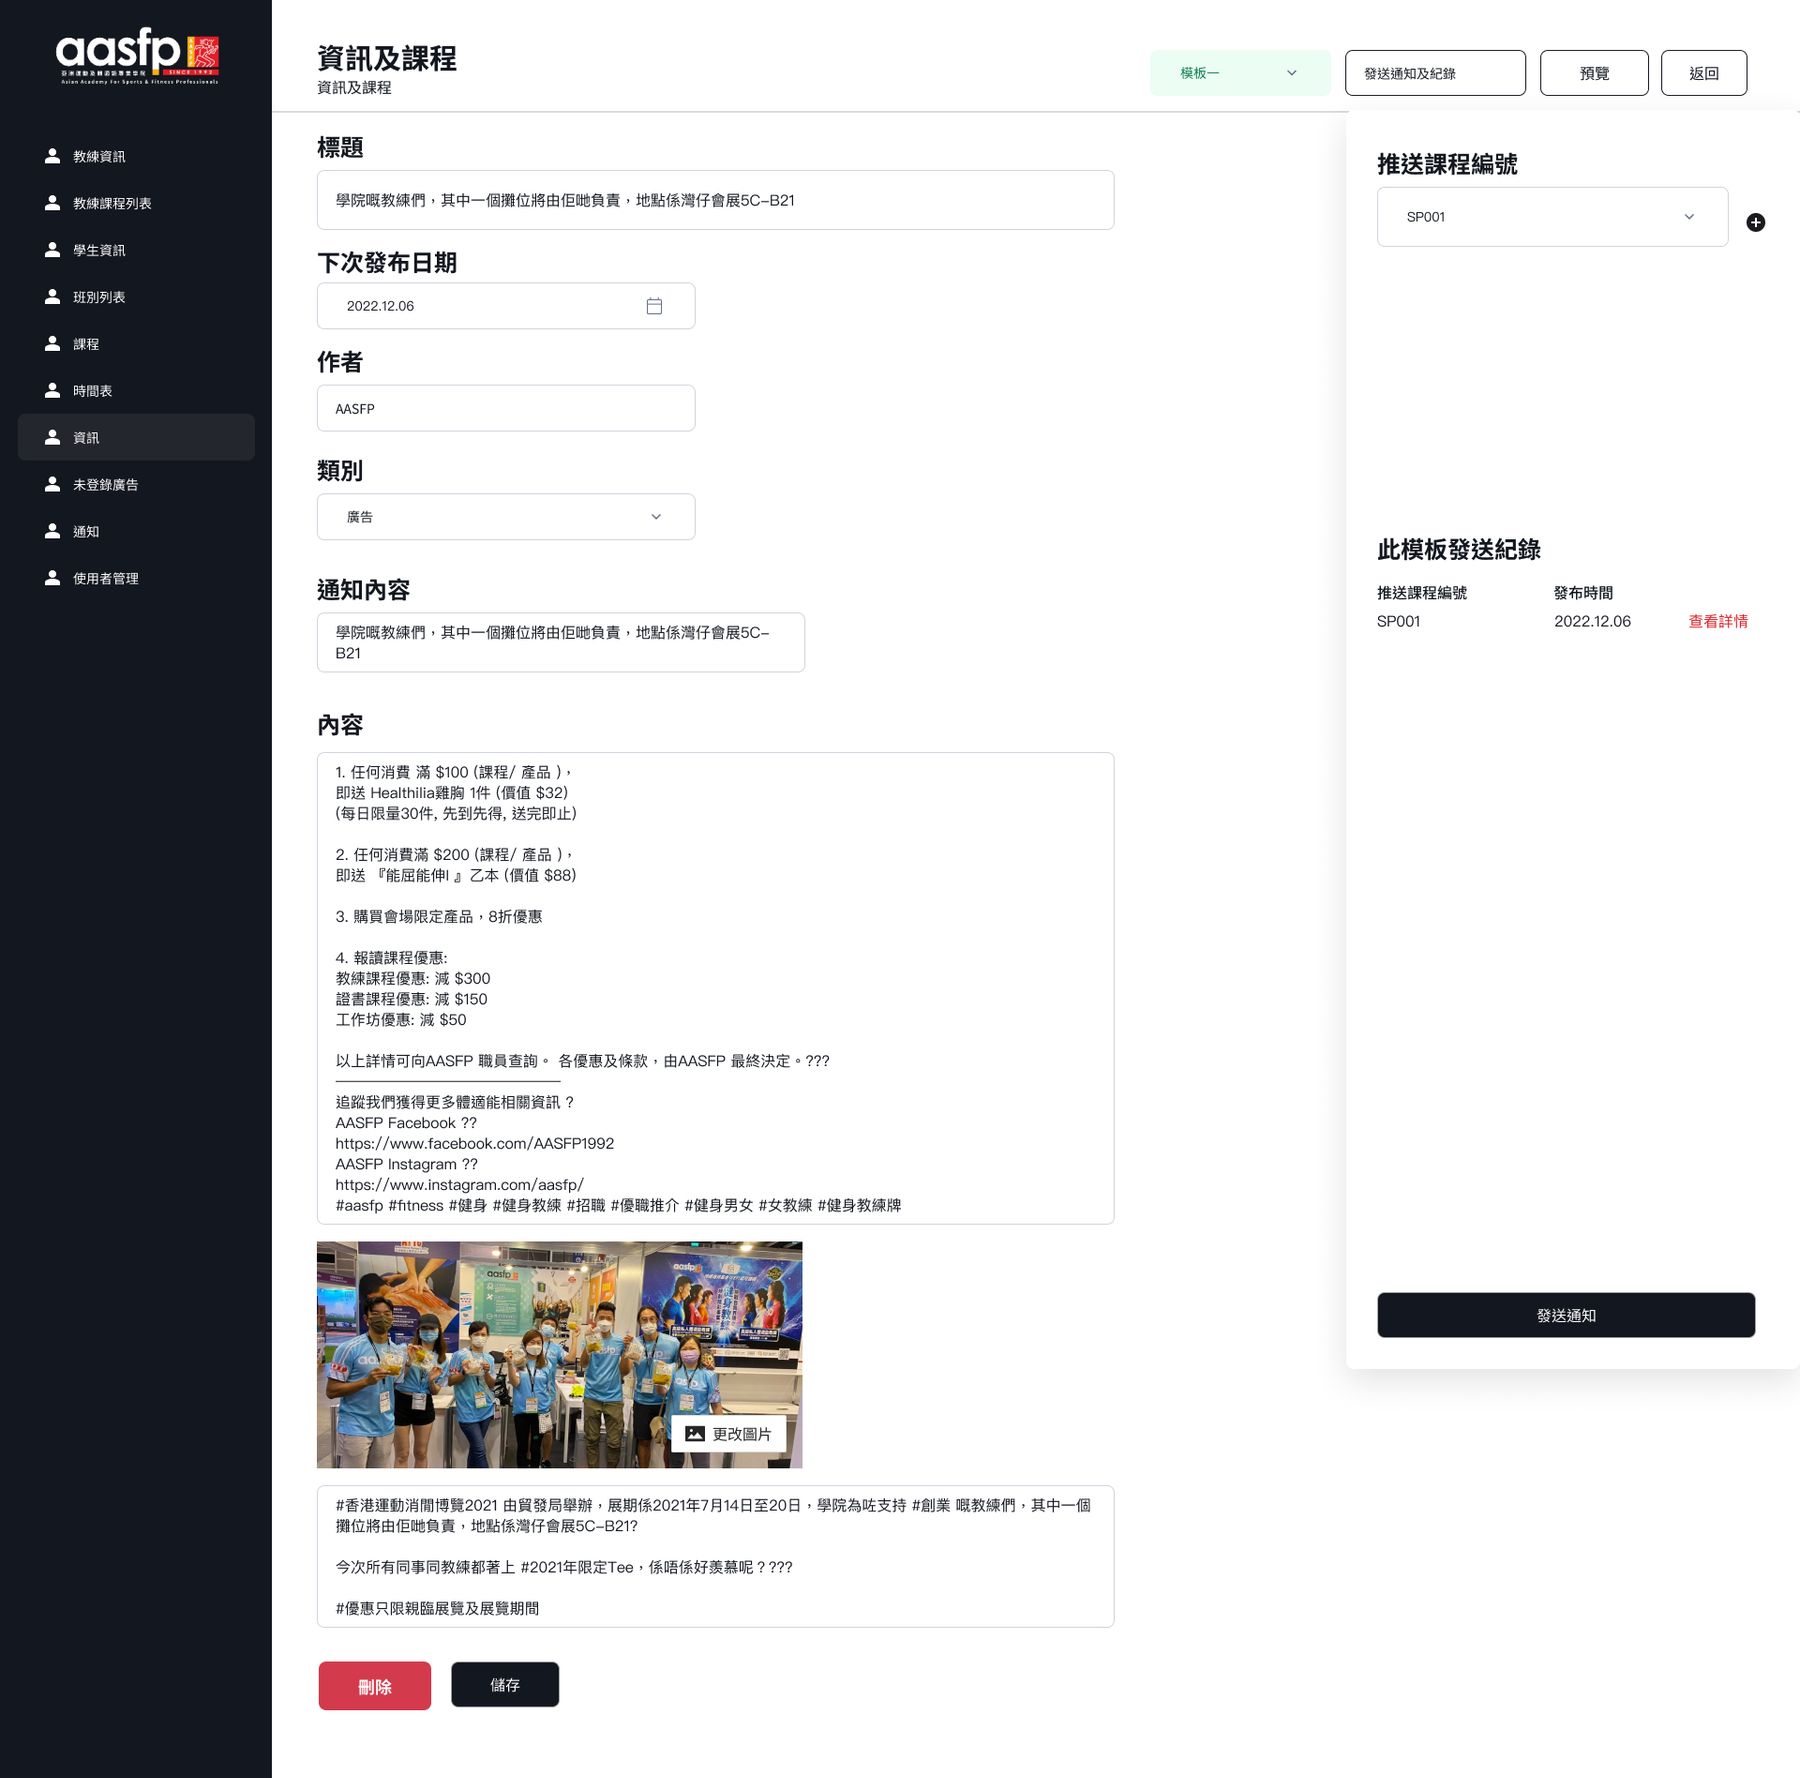 aasfp
亞洲運動及體適能專業學院
SINCE 1992
Asian Academy For Sports & Fitness Professionals
教練資訊
教練課程列表
學生資訊
班別列表
課程
時間表
資訊
未登錄廣告
通知
使用者管理
資訊及課程
資訊及課程
模板一
發送通知及紀錄
預覽
返回
標題
學院嘅教練們，其中一個攤位將由佢哋負責，地點係灣仔會展5C-B21
下次發布日期
2022.12.06
作者
AASFP
類別
廣告
通知內容
學院嘅教練們，其中一個攤位將由佢哋負責，地點係灣仔會展5C-
B21
內容
1. 任何消費 滿 $100 (課程/ 產品 )，
即送 Healthilia雞胸 1件 (價值 $32)
(每日限量30件, 先到先得, 送完即止)
2. 任何消費滿 $200 (課程/ 產品 )，
即送 『能屈能伸I 』乙本 (價值 $88)
3. 購買會場限定產品，8折優惠
4. 報讀課程優惠:
教練課程優惠: 減 $300
證書課程優惠: 減 $150
工作坊優惠: 減 $50
以上詳情可向AASFP 職員查詢。 各優惠及條款，由AASFP 最終決定。???
追蹤我們獲得更多體適能相關資訊 ?
AASFP Facebook ??
https://www.facebook.com/AASFP1992
AASFP Instagram ??
https://www.instagram.com/aasfp/
#aasfp #fitness #健身 #健身教練 #招職 #優職推介 #健身男女 #女教練 #健身教練牌
aasfp
aasfp
更改圖片
#香港運動消閒博覽2021 由貿發局舉辦，展期係2021年7月14日至20日，學院為咗支持 #創業 嘅教練們，其中一個
攤位將由佢哋負責，地點係灣仔會展5C-B21?
今次所有同事同教練都著上 #2021年限定Tee，係唔係好羨慕呢？???
#優惠只限親臨展覽及展覽期間
刪除
儲存
推送課程編號
SP001
此模板發送紀錄
推送課程編號 發布時間
SP001 2022.12.06 查看詳情
發送通知